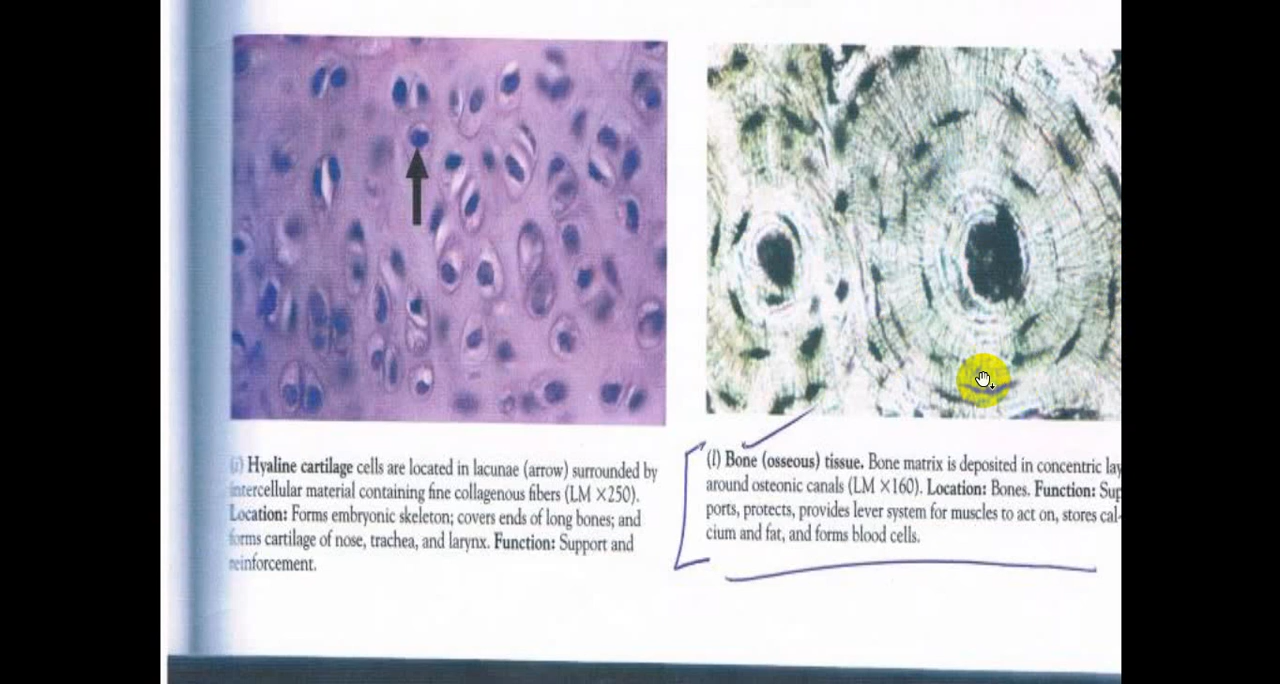 Hyaline cartilage cells are located in lacunae (arrow) surrounded by
intercellular material containing fine collagenous fibers (LM ×250).
Location: Forms embryonic skeleton; covers ends of long bones; and
forms cartilage of nose, trachea, and larynx. Function: Support and
reinforcement.
(l) Bone (osseous) tissue. Bone matrix is deposited in concentric lay
around osteonic canals (LM ×160). Location: Bones. Function: Sup
ports, protects, provides lever system for muscles to act on, stores cal-
cium and fat, and forms blood cells.